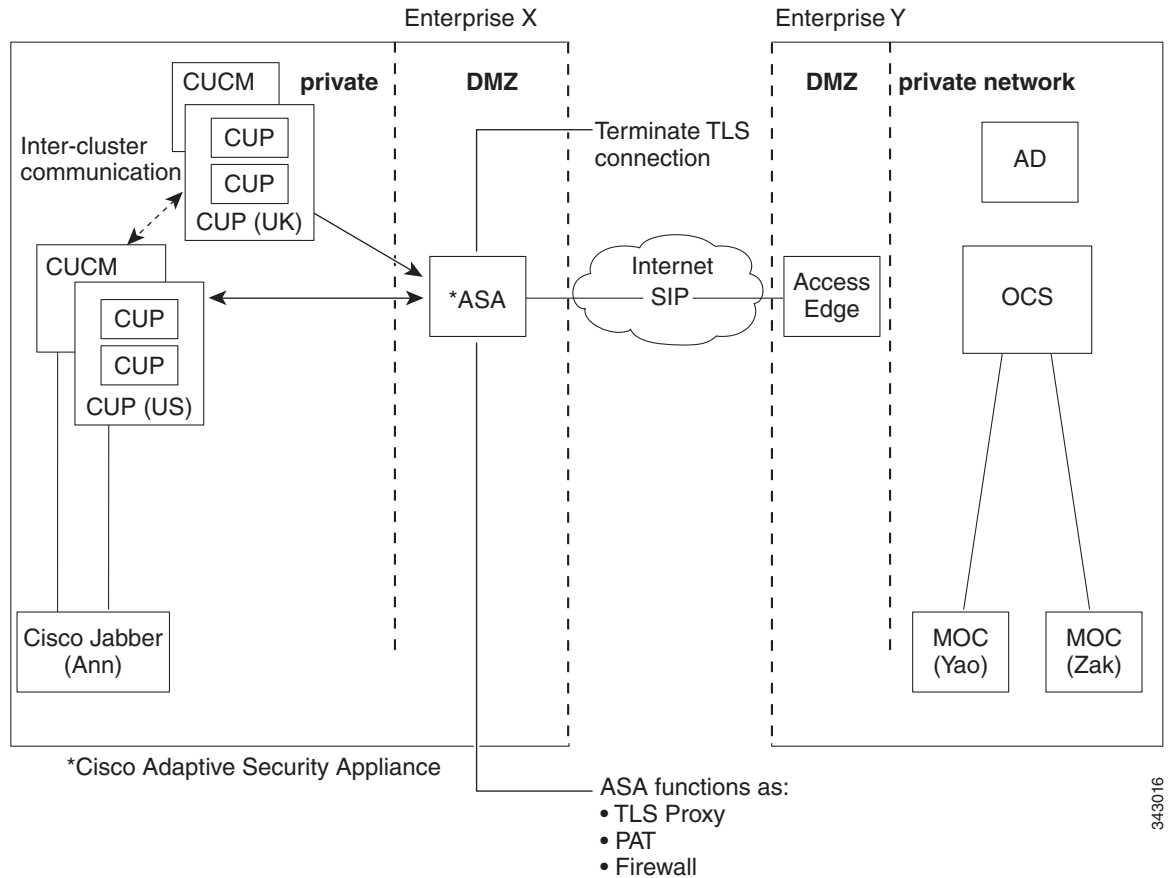 Enterprise X
Enterprise Y
CUCM
private
DMZ
DMZ
private network
CUP
CUP
CUP (UK)
Inter-cluster
communication
Terminate TLS
connection
AD
CUCM
CUP
CUP
CUP (US)
*ASA
Internet
SIP
Access
Edge
OCS
Cisco Jabber
(Ann)
MOC
(Yao)
MOC
(Zak)
*Cisco Adaptive Security Appliance
ASA functions as:
• TLS Proxy
• PAT
• Firewall
343016